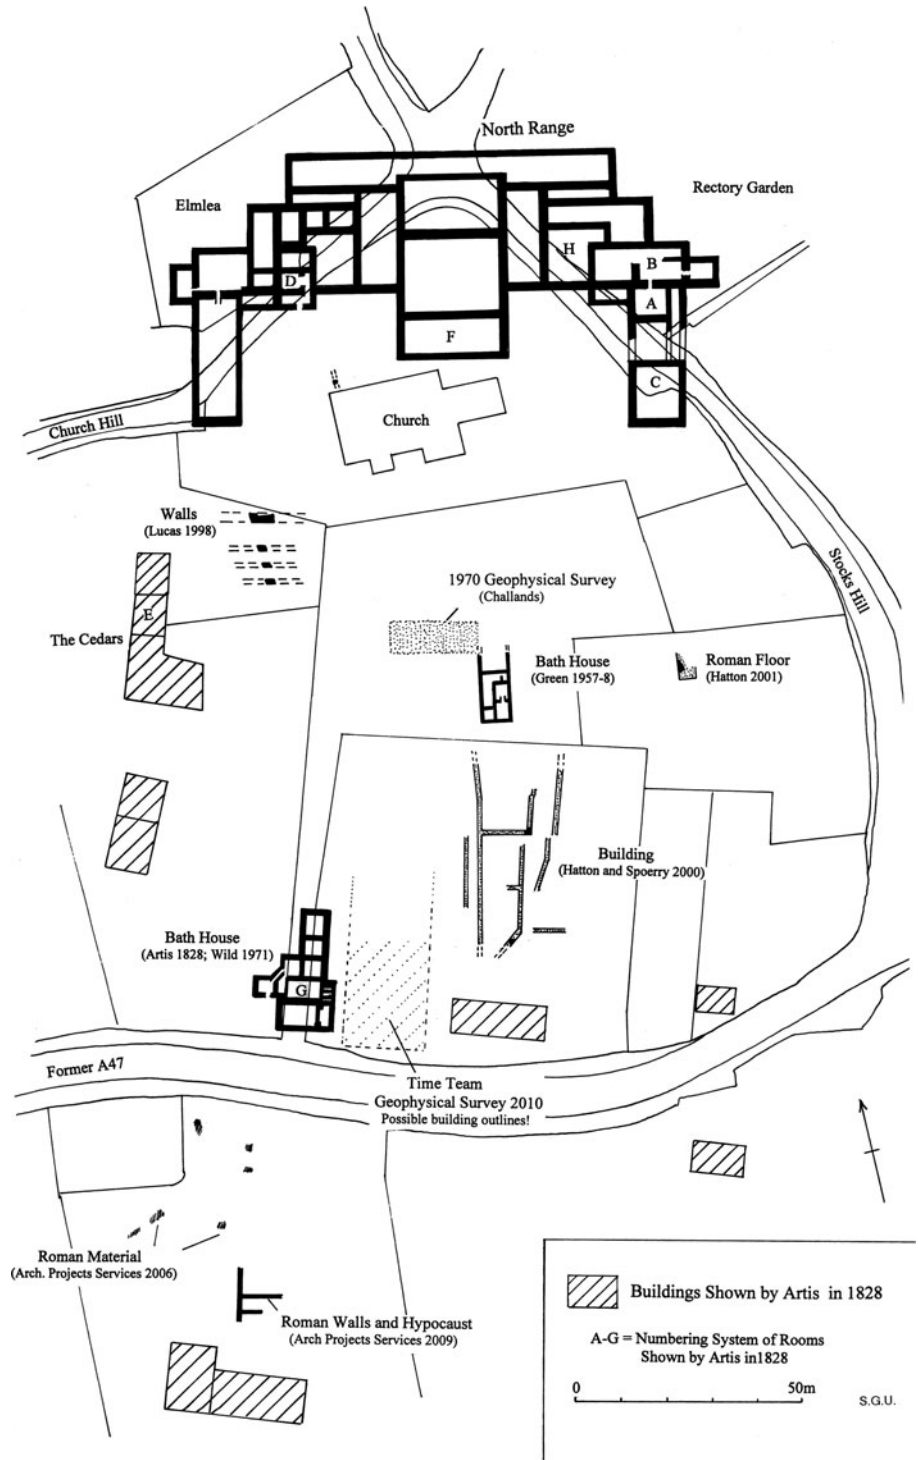 North Range
Elmlea
Rectory Garden
H
B
D
A
F
C
Church
Church Hill
Walls
(Lucas 1998)
Stocks Hill
1970 Geophysical Survey
(Challands)
E
The Cedars
Bath House
(Green 1957-8)
Roman Floor
(Hatton 2001)
Building
(Hatton and Spoerry 2000)
Bath House
(Artis 1828; Wild 1971)
G
Former A47
Time Team
Geophysical Survey 2010
Possible building outlines!
Roman Material
(Arch. Projects Services 2006)
Roman Walls and Hypocaust
(Arch Projects Services 2009)
Buildings Shown by Artis in 1828
A-G = Numbering System of Rooms
Shown by Artis in1828
0 50m
S.G.U.